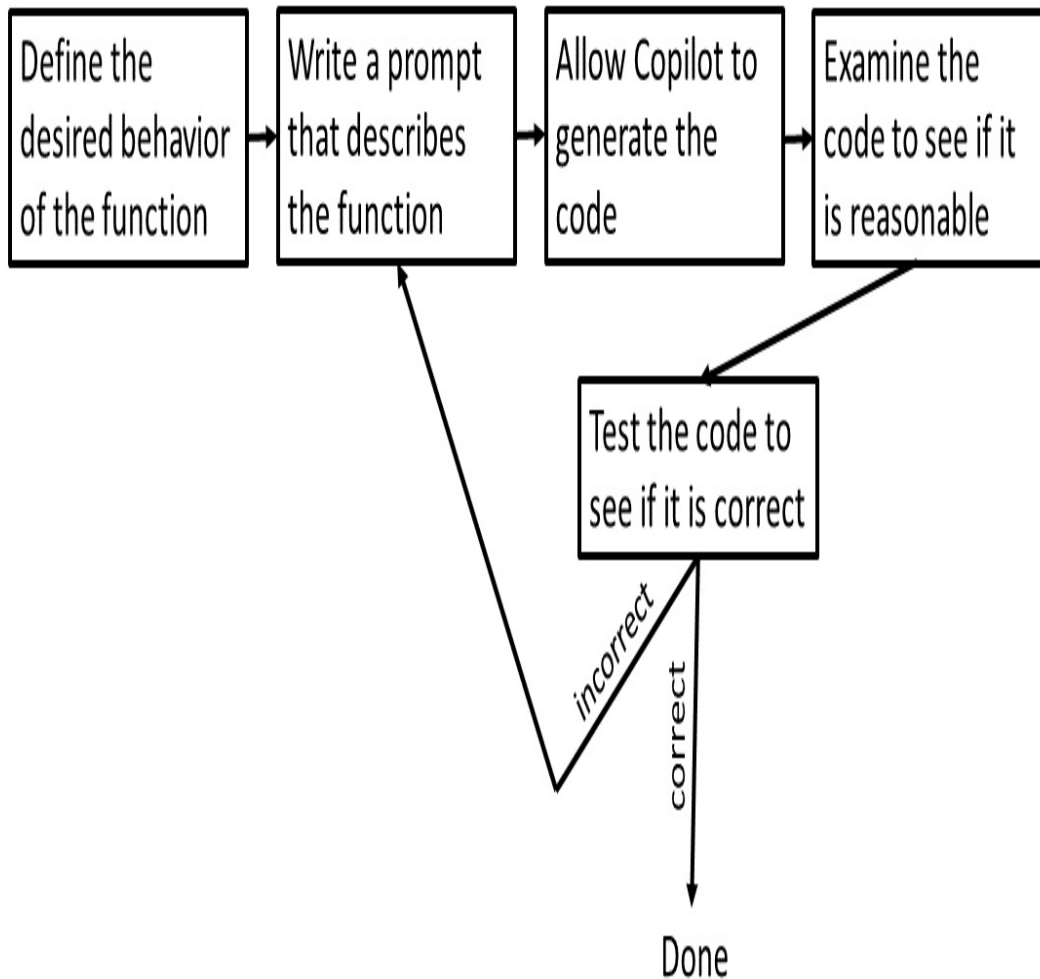 Define the
desired behavior
of the function
Write a prompt
that describes
the function
Allow Copilot to
generate the
code
Examine the
code to see if it
is reasonable
Test the code to
see if it is correct
incorrect
correct
Done